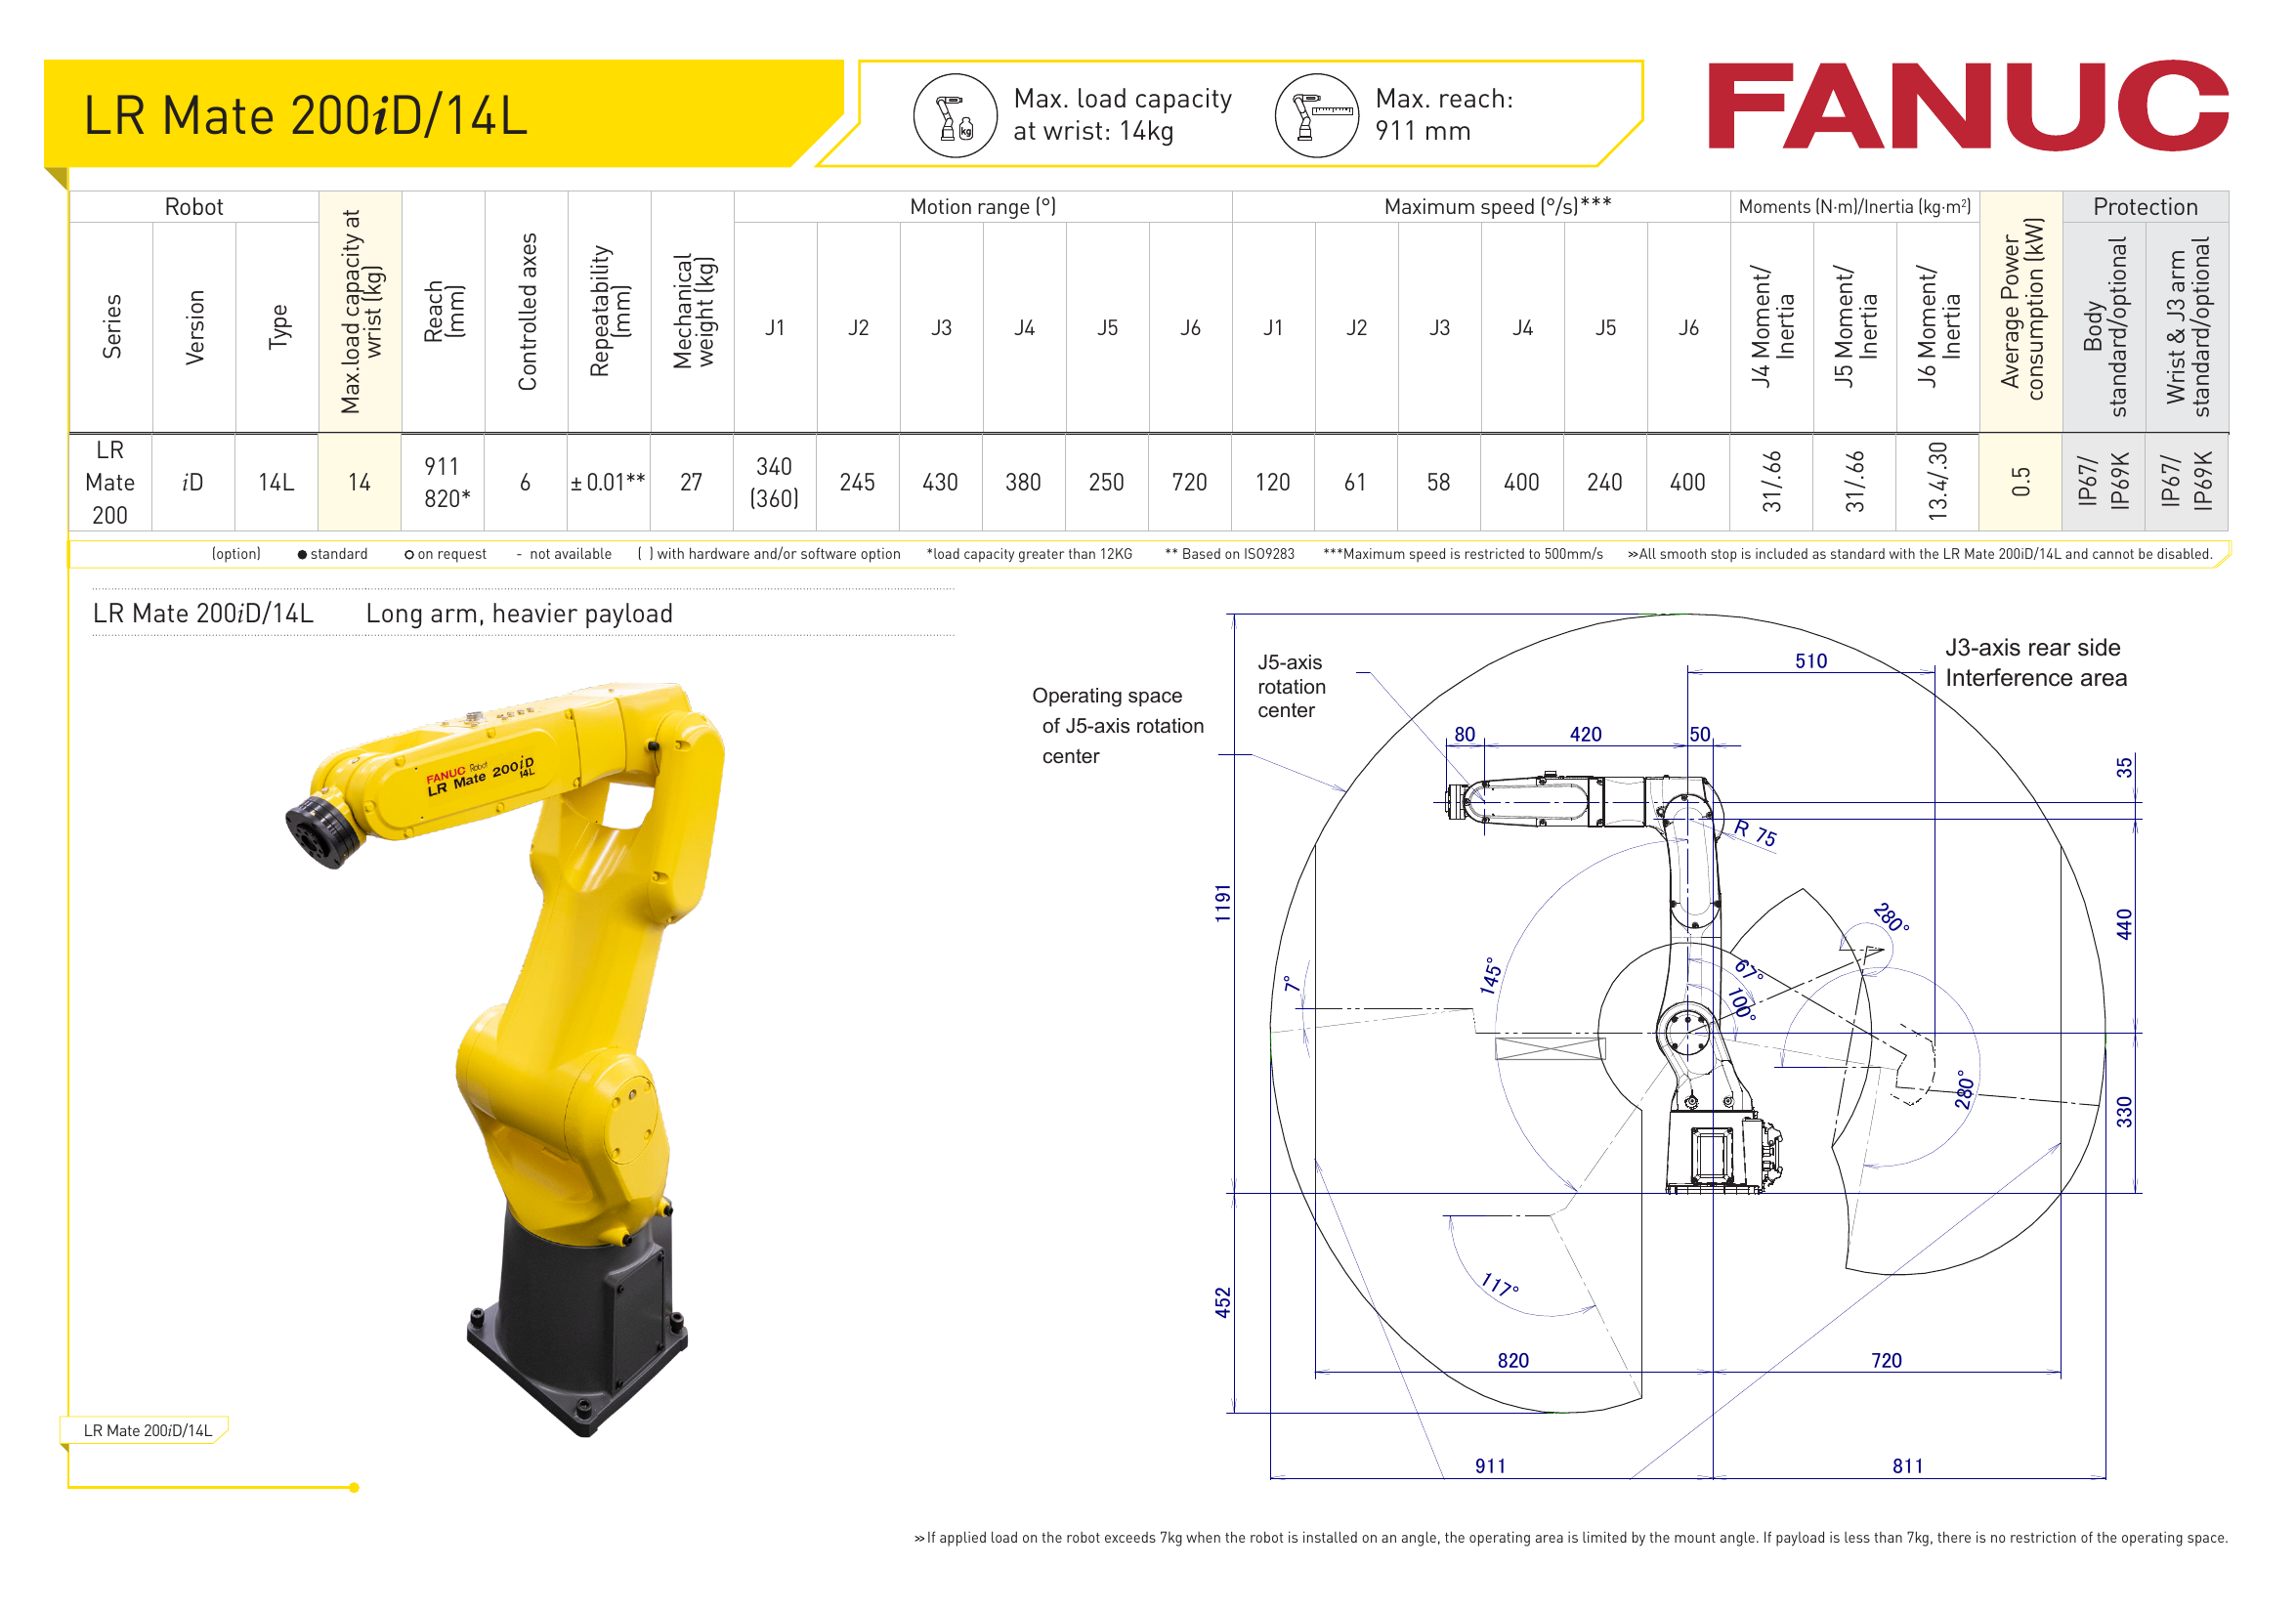 LR Mate 200iD/14L
Max. load capacity
at wrist: 14kg
Max. reach:
911 mm
FANUC
kg
Robot
Max.load capacity at
wrist (kg)
Reach
(mm)
Controlled axes
Repeatability
(mm)
Mechanical
weight (kg)
Motion range (°)
Maximum speed (°/s)***
Moments (N·m)/Inertia (kg·m²)
Average Power
consumption (kW)
Protection
Series
Version
Type
J1
J2
J3
J4
J5
J6
J1
J2
J3
J4
J5
J6
J4 Moment/
Inertia
J5 Moment/
Inertia
J6 Moment/
Inertia
Body
standard/optional
Wrist & J3 arm
standard/optional
LR
Mate
200
iD
14L
14
911
820*
6
± 0.01**
27
340
(360)
245
430
380
250
720
120
61
58
400
240
400
31/.66
31/.66
13.4/.30
0.5
IP67/
IP69K
IP67/
IP69K
(option) ● standard ○ on request - not available ( ) with hardware and/or software option *load capacity greater than 12KG ** Based on ISO9283 ***Maximum speed is restricted to 500mm/s >>All smooth stop is included as standard with the LR Mate 200iD/14L and cannot be disabled.
LR Mate 200iD/14L Long arm, heavier payload
FANUC Robot
LR Mate 200iD
14L
Operating space
of J5-axis rotation
center
J5-axis
rotation
center
J3-axis rear side
Interference area
510
80
420
50
35
R 75
1191
440
280°
67°
100°
145°
7°
280°
330
117°
452
820
720
911
811
LR Mate 200iD/14L
>> If applied load on the robot exceeds 7kg when the robot is installed on an angle, the operating area is limited by the mount angle. If payload is less than 7kg, there is no restriction of the operating space.